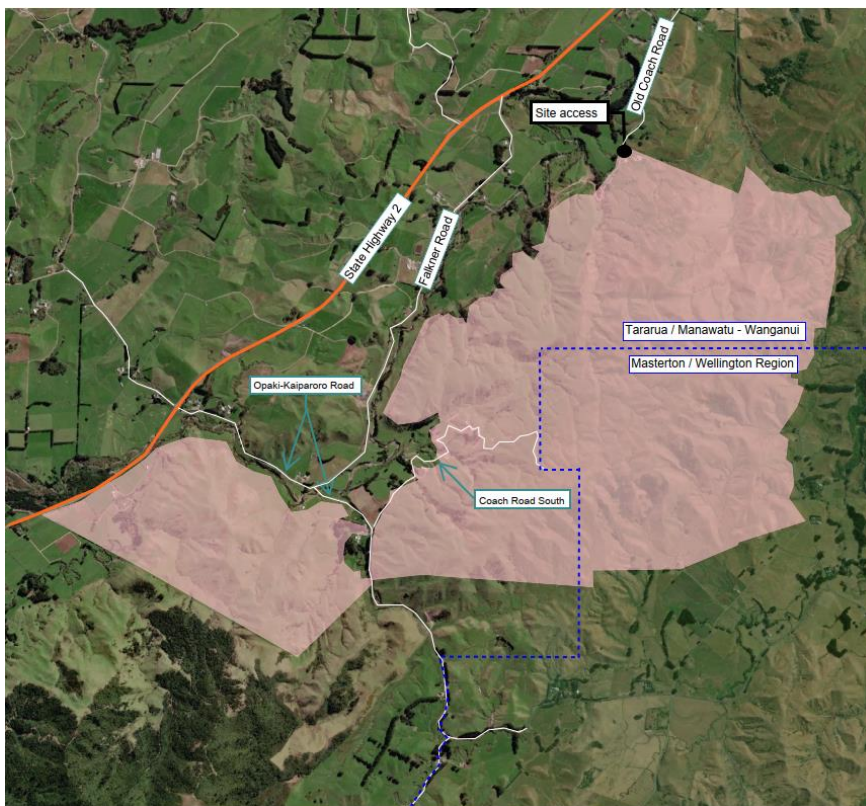 Old Coach Road
Site access
State Highway 2
Falkner Road
Tararua / Manawatu - Wanganui
Masterton / Wellington Region
Opaki-Kaiparoro Road
Coach Road South